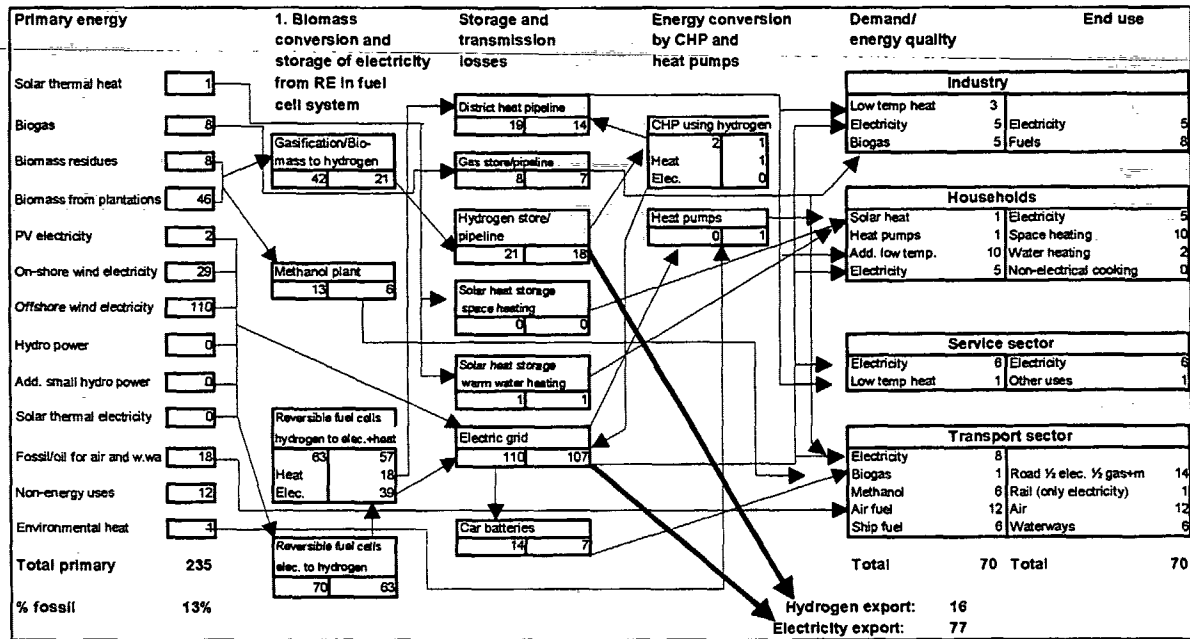 Primary energy
1. Biomass
conversion and
storage of electricity
from RE in fuel
cell system
Storage and
transmission
losses
Energy conversion
by CHP and
heat pumps
Demand/
energy quality
End use
Solar thermal heat 1
Biogas 8
Biomass residues 8
Biomass from plantations 46
PV electricity 2
On-shore wind electricity 29
Offshore wind electricity 110
Hydro power 0
Add. small hydro power 0
Solar thermal electricity 0
Fossil/oil for air and w.wa 18
Non-energy uses 12
Environmental heat 1
Total primary 235
% fossil 13%
Gasification/Bio-
mass to hydrogen
42 21
Methanol plant
13 6
Reversible fuel cells
hydrogen to elec.+heat
63 57
Heat 18
Elec. 39
Reversible fuel cells
elec. to hydrogen
70 63
District heat pipeline
19 14
Gas store/pipeline
8 7
Hydrogen store/
pipeline
21 18
Solar heat storage
space heating
0 0
Solar heat storage
warm water heating
1 1
Electric grid
110 107
Car batteries
14 7
CHP using hydrogen
2 1
Heat 1
Elec. 0
Heat pumps
0 1
Industry
Low temp heat 3
Electricity 5 Electricity 5
Biogas 5 Fuels 8
Households
Solar heat 1 Electricity 5
Heat pumps 1 Space heating 10
Add. low temp. 10 Water heating 2
Electricity 5 Non-electrical cooking 0
Service sector
Electricity 6 Electricity 6
Low temp heat 1 Other uses 1
Transport sector
Electricity 8
Biogas 1 Road ½ elec. ½ gas+m 14
Methanol 6 Rail (only electricity) 1
Air fuel 12 Air 12
Ship fuel 6 Waterways 6
Total 70 Total 70
Hydrogen export: 16
Electricity export: 77